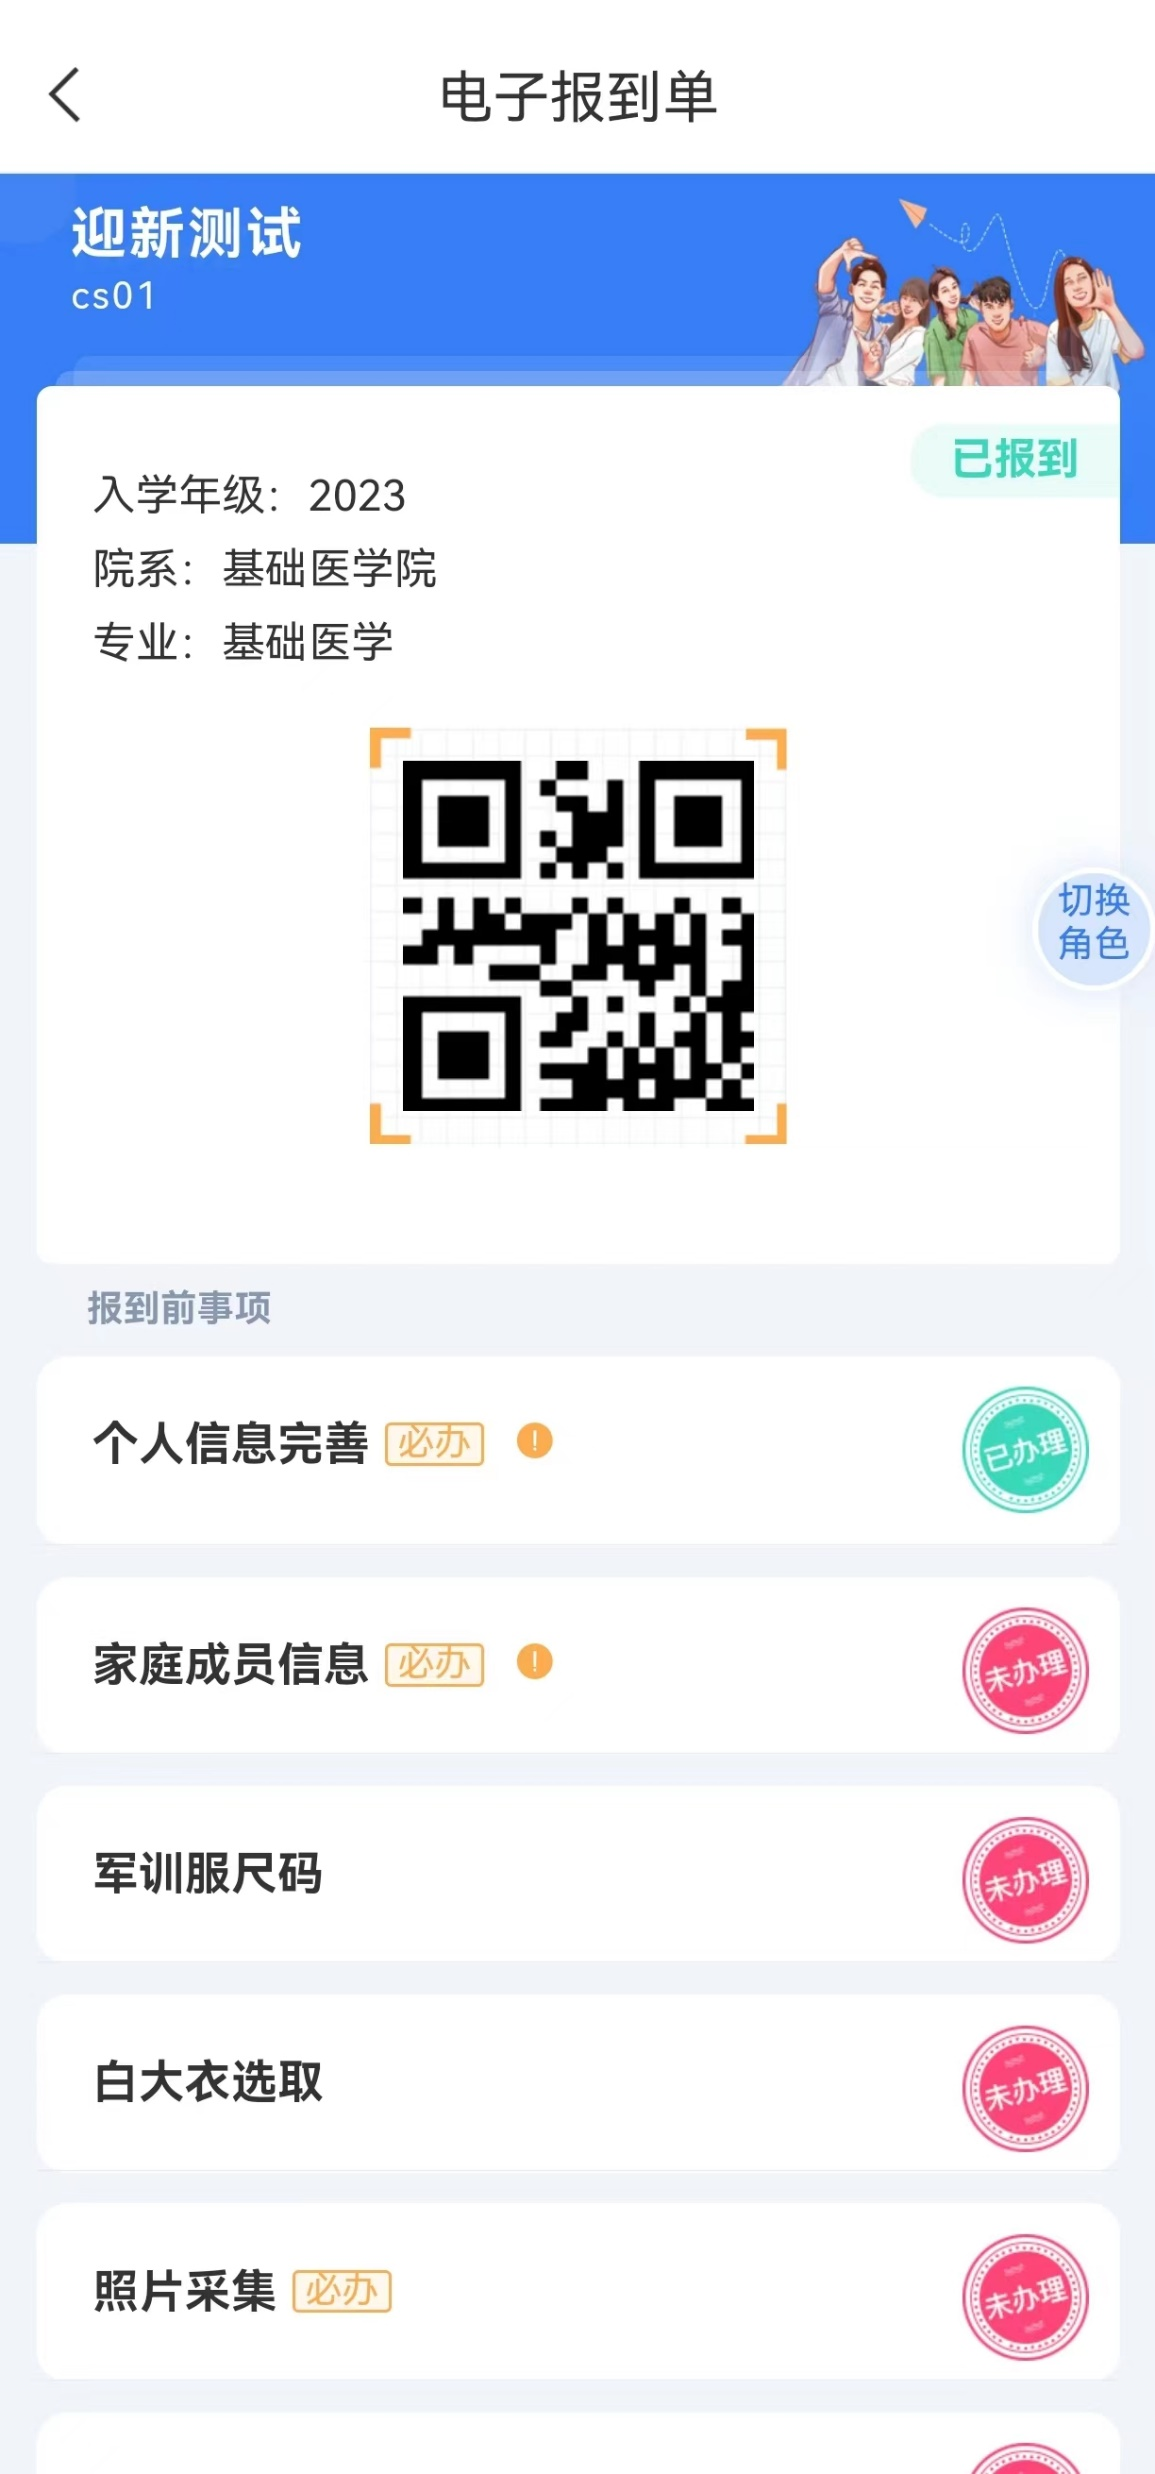 电子报到单
迎新测试
cs01
已报到
入学年级：2023
院系：基础医学院
专业：基础医学
切换
角色
报到前事项
个人信息完善 必办 !
已办理
家庭成员信息 必办 !
未办理
军训服尺码
未办理
白大衣选取
未办理
照片采集 必办
未办理